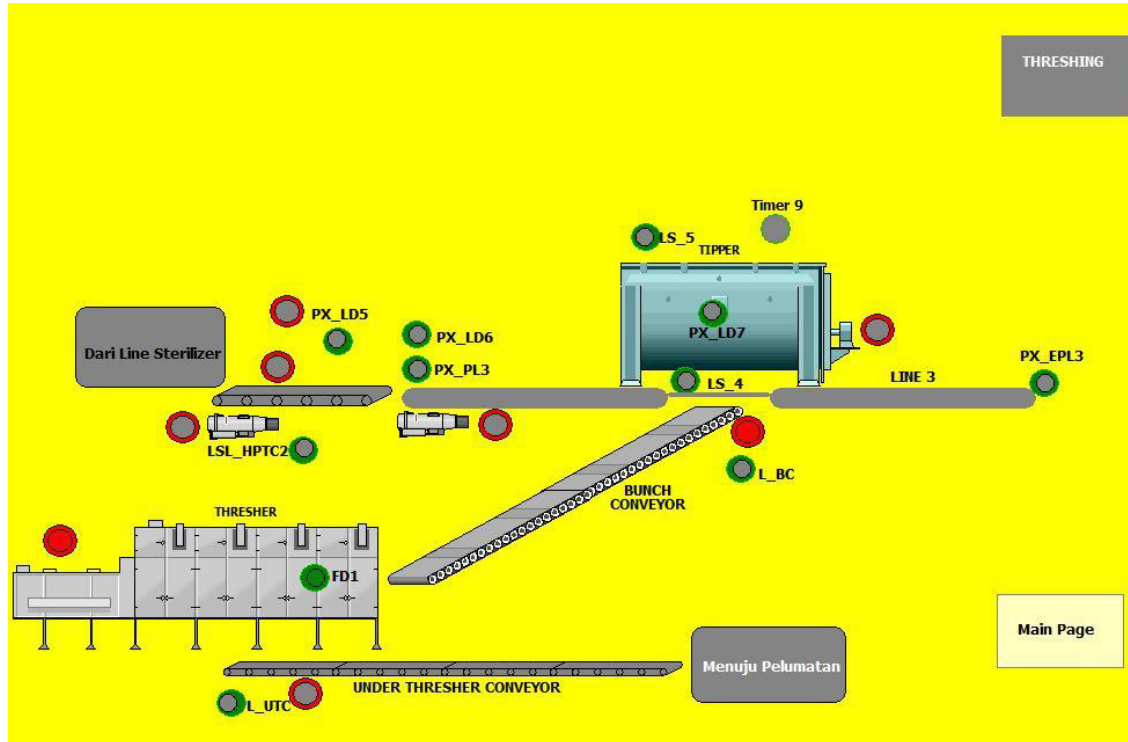 THRESHING
Timer 9
LS_5
TIPPER
PX_LD5
PX_LD6
PX_LD7
Dari Line Sterilizer
PX_PL3
PX_EPL3
LS_4
LINE 3
LSL_HPTC2
L_BC
BUNCH
CONVEYOR
THRESHER
FD1
Main Page
Menuju Pelumatan
UNDER THRESHER CONVEYOR
L_UTC